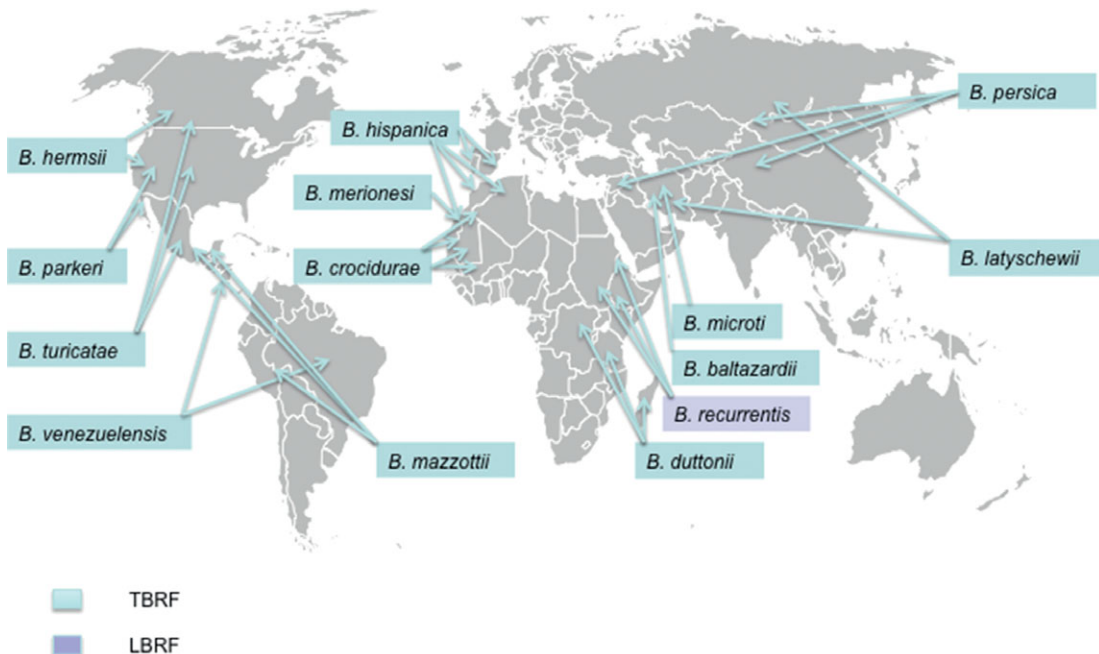 B. persica
B. hispanica
B. hermsii
B. merionesi
B. parkeri
B. crocidurae
B. latyschewii
B. microti
B. turicatae
B. baltazardii
B. recurrentis
B. venezuelensis
B. mazzottii
B. duttonii
TBRF
LBRF